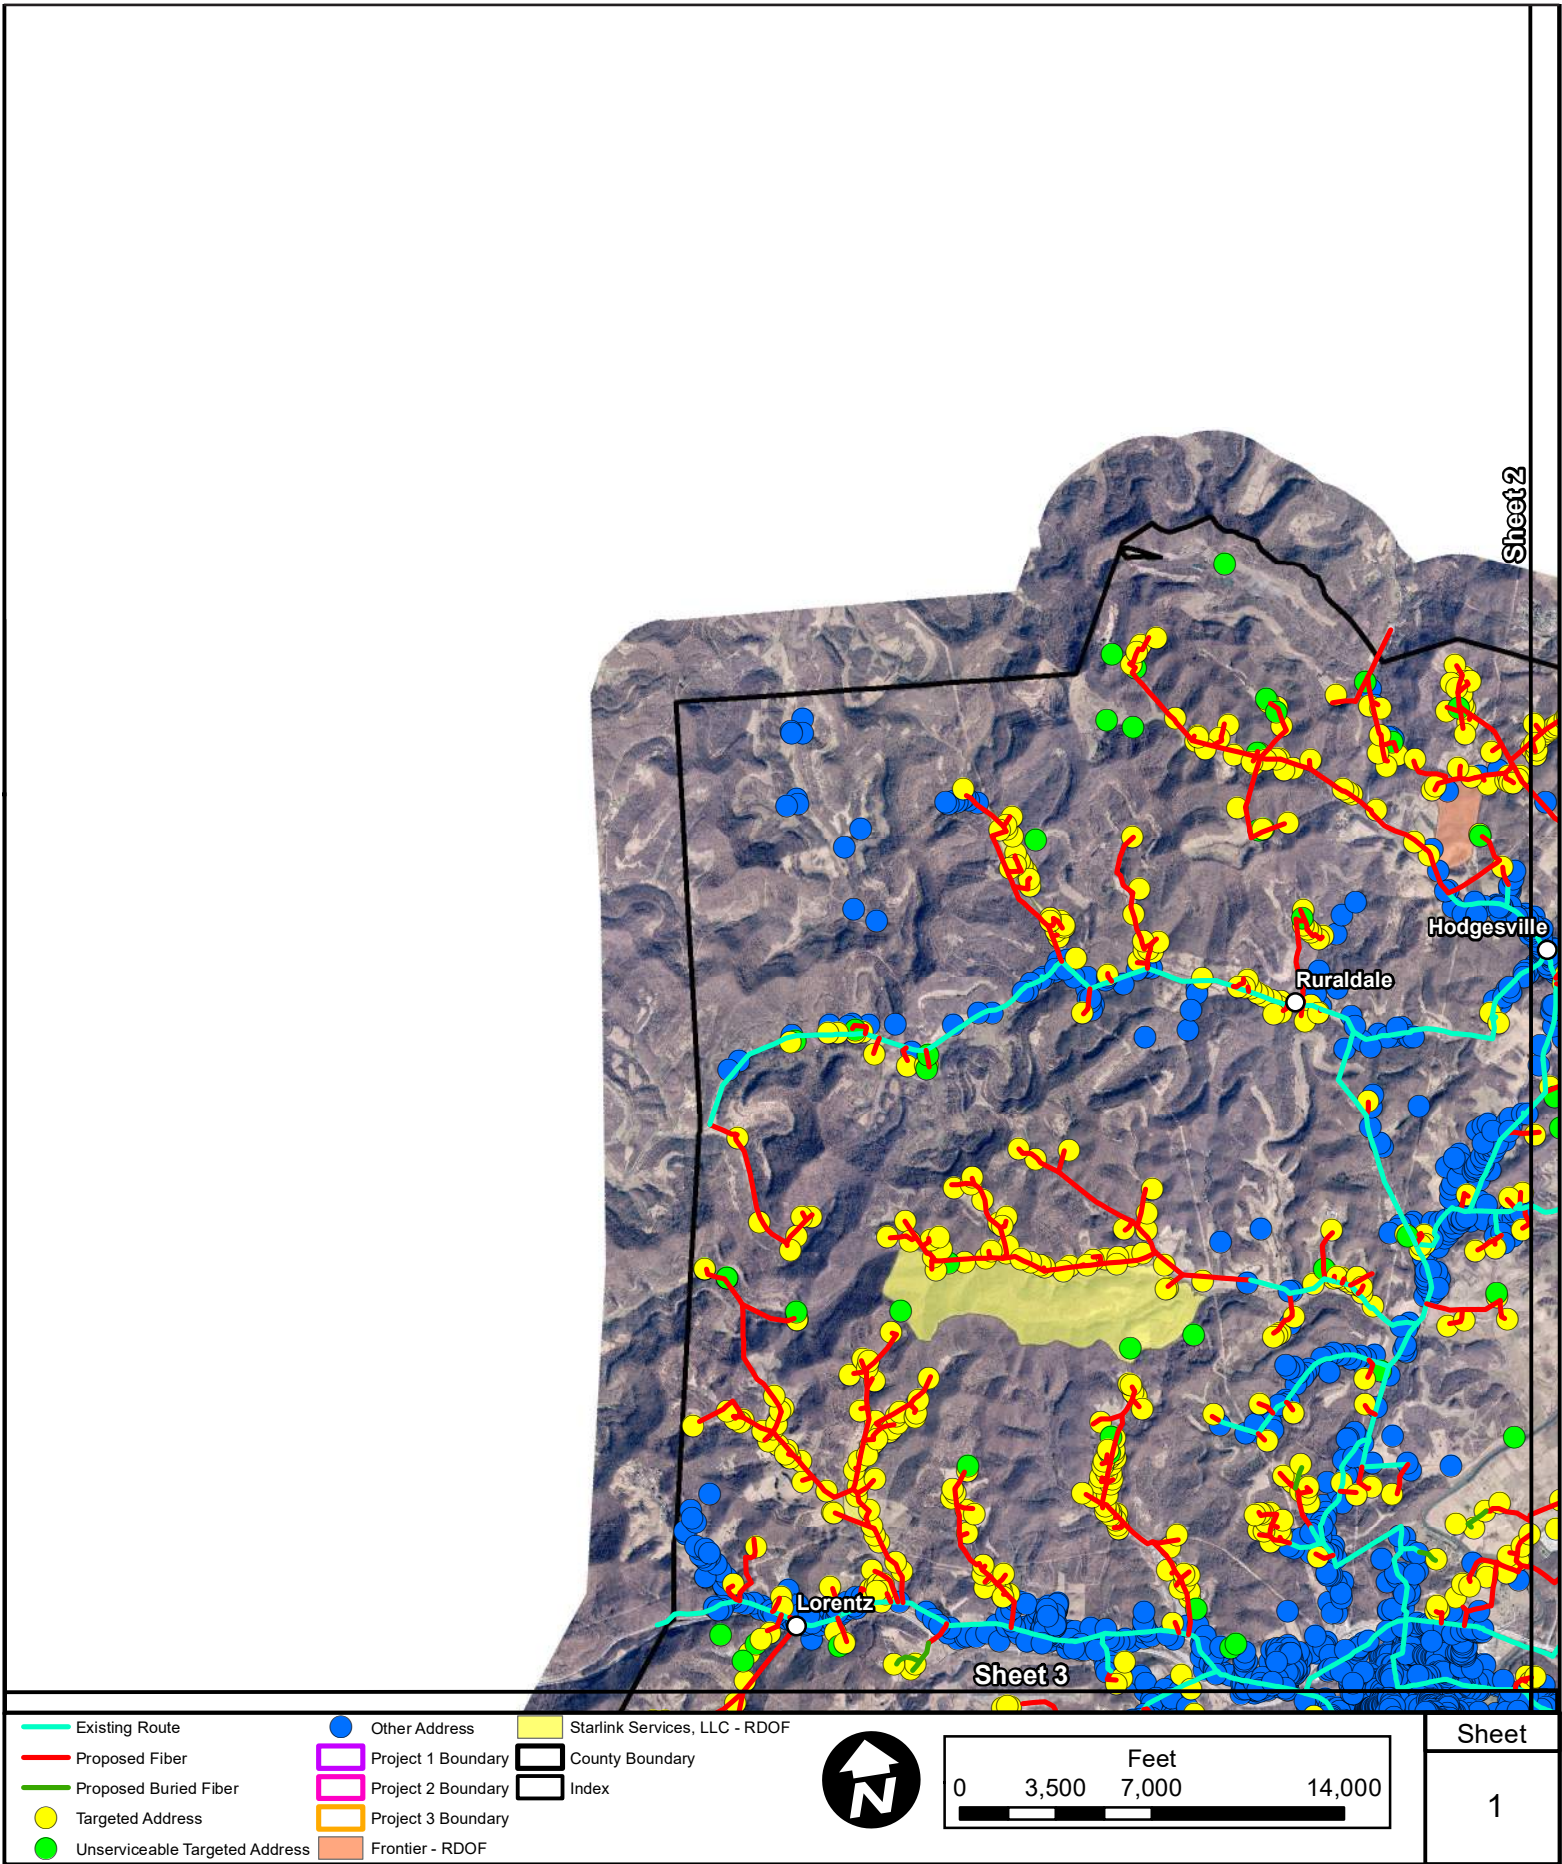 Sheet 2
Hodgesville
Ruraldale
Lorentz
Sheet 3
Existing Route
Proposed Fiber
Proposed Buried Fiber
Targeted Address
Unserviceable Targeted Address
Other Address
Project 1 Boundary
Project 2 Boundary
Project 3 Boundary
Frontier - RDOF
Starlink Services, LLC - RDOF
County Boundary
Index
N
Feet
0 3,500 7,000 14,000
Sheet
1